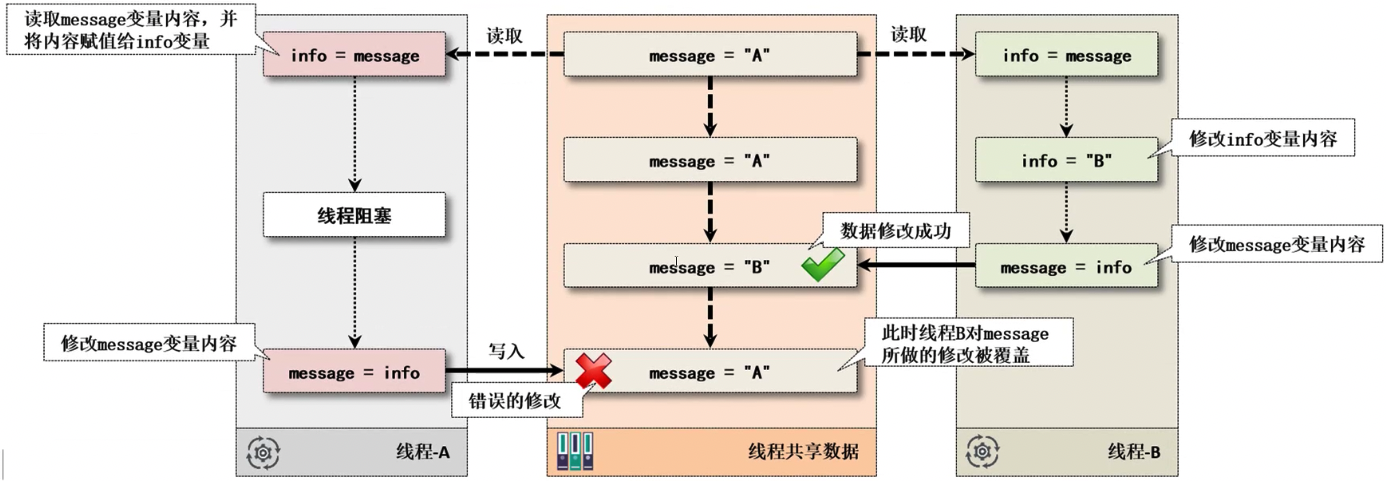 读取message变量内容，并
将内容赋值给info变量
info = message
读取
message = "A"
读取
info = message
message = "A"
info = "B"
修改info变量内容
线程阻塞
数据修改成功
message = "B"
message = info
修改message变量内容
修改message变量内容
message = info
写入
错误的修改
message = "A"
此时线程B对message
所做的修改被覆盖
线程-A
线程共享数据
线程-B